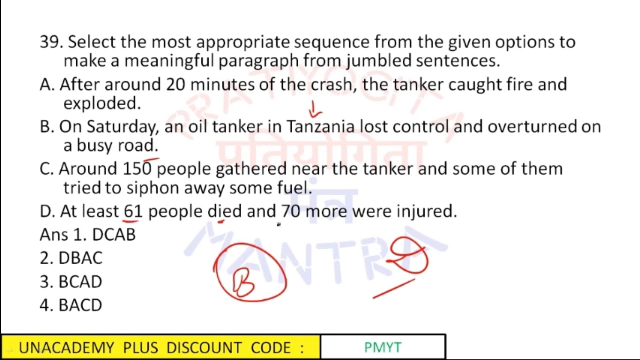 39. Select the most appropriate sequence from the given options to
make a meaningful paragraph from jumbled sentences.
A. After around 20 minutes of the crash, the tanker caught fire and
exploded.
B. On Saturday, an oil tanker in Tanzania lost control and overturned on
a busy road.
C. Around 150 people gathered near the tanker and some of them
tried to siphon away some fuel.
D. At least 61 people died and 70 more were injured.
Ans 1. DCAB
2. DBAC
3. BCAD
4. BACD
PRATIYOGITA
प्रतियोगिता
मंत्र
MANTRA
B
UNACADEMY PLUS DISCOUNT CODE : PMYT